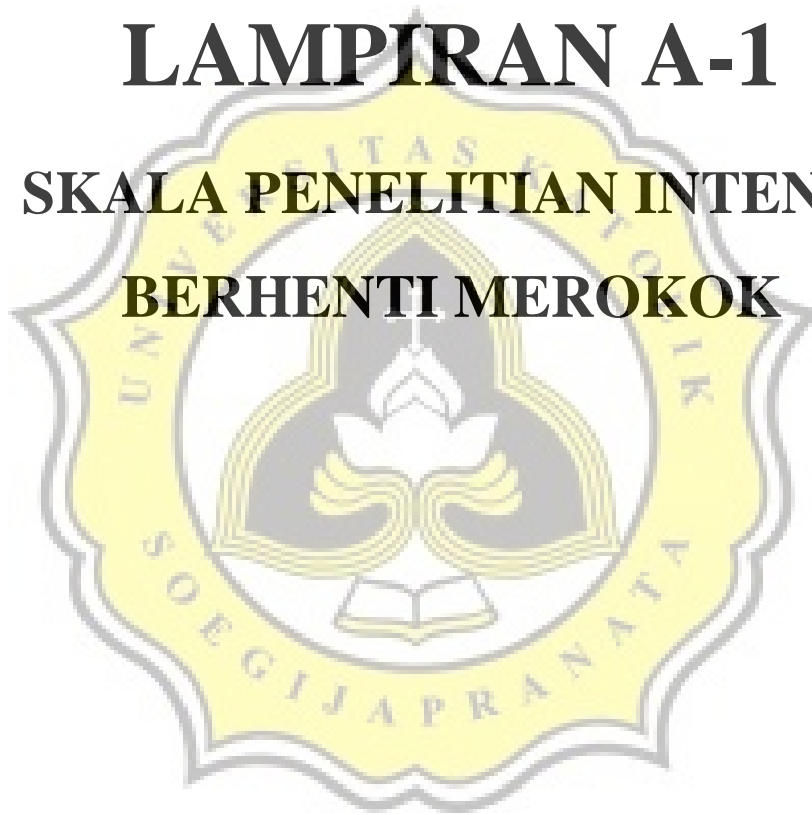 LAMPIRAN A-1
SKALA PENELITIAN INTEN
BERHENTI MEROKOK
UNIVERSITAS KATOLIK
SOEGIJAPRANATA